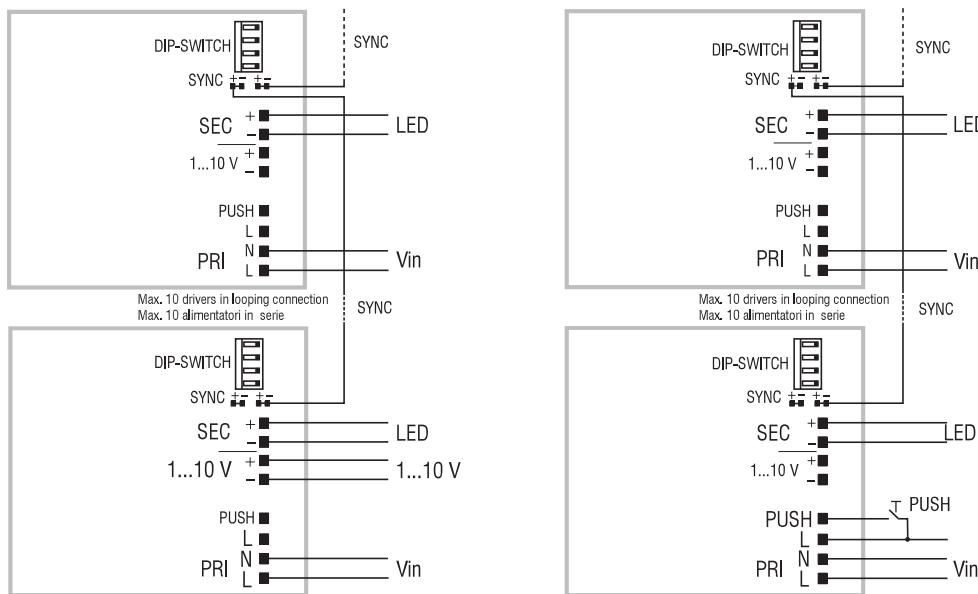 SYNC
DIP-SWITCH
SYNC + - + -
SEC + - LED
1...10 V + -
PUSH
L
PRI N L Vin
Max. 10 drivers in looping connection
Max. 10 alimentatori in serie
SYNC
DIP-SWITCH
SYNC + - + -
SEC + - LED
1...10 V + - 1...10 V
PUSH
L
PRI N L Vin
SYNC
DIP-SWITCH
SYNC + - + -
SEC + - LED
1...10 V + -
PUSH
L
PRI N L Vin
Max. 10 drivers in looping connection
Max. 10 alimentatori in serie
SYNC
DIP-SWITCH
SYNC + - + -
SEC + - LED
1...10 V + -
PUSH PUSH
L
PRI N L Vin